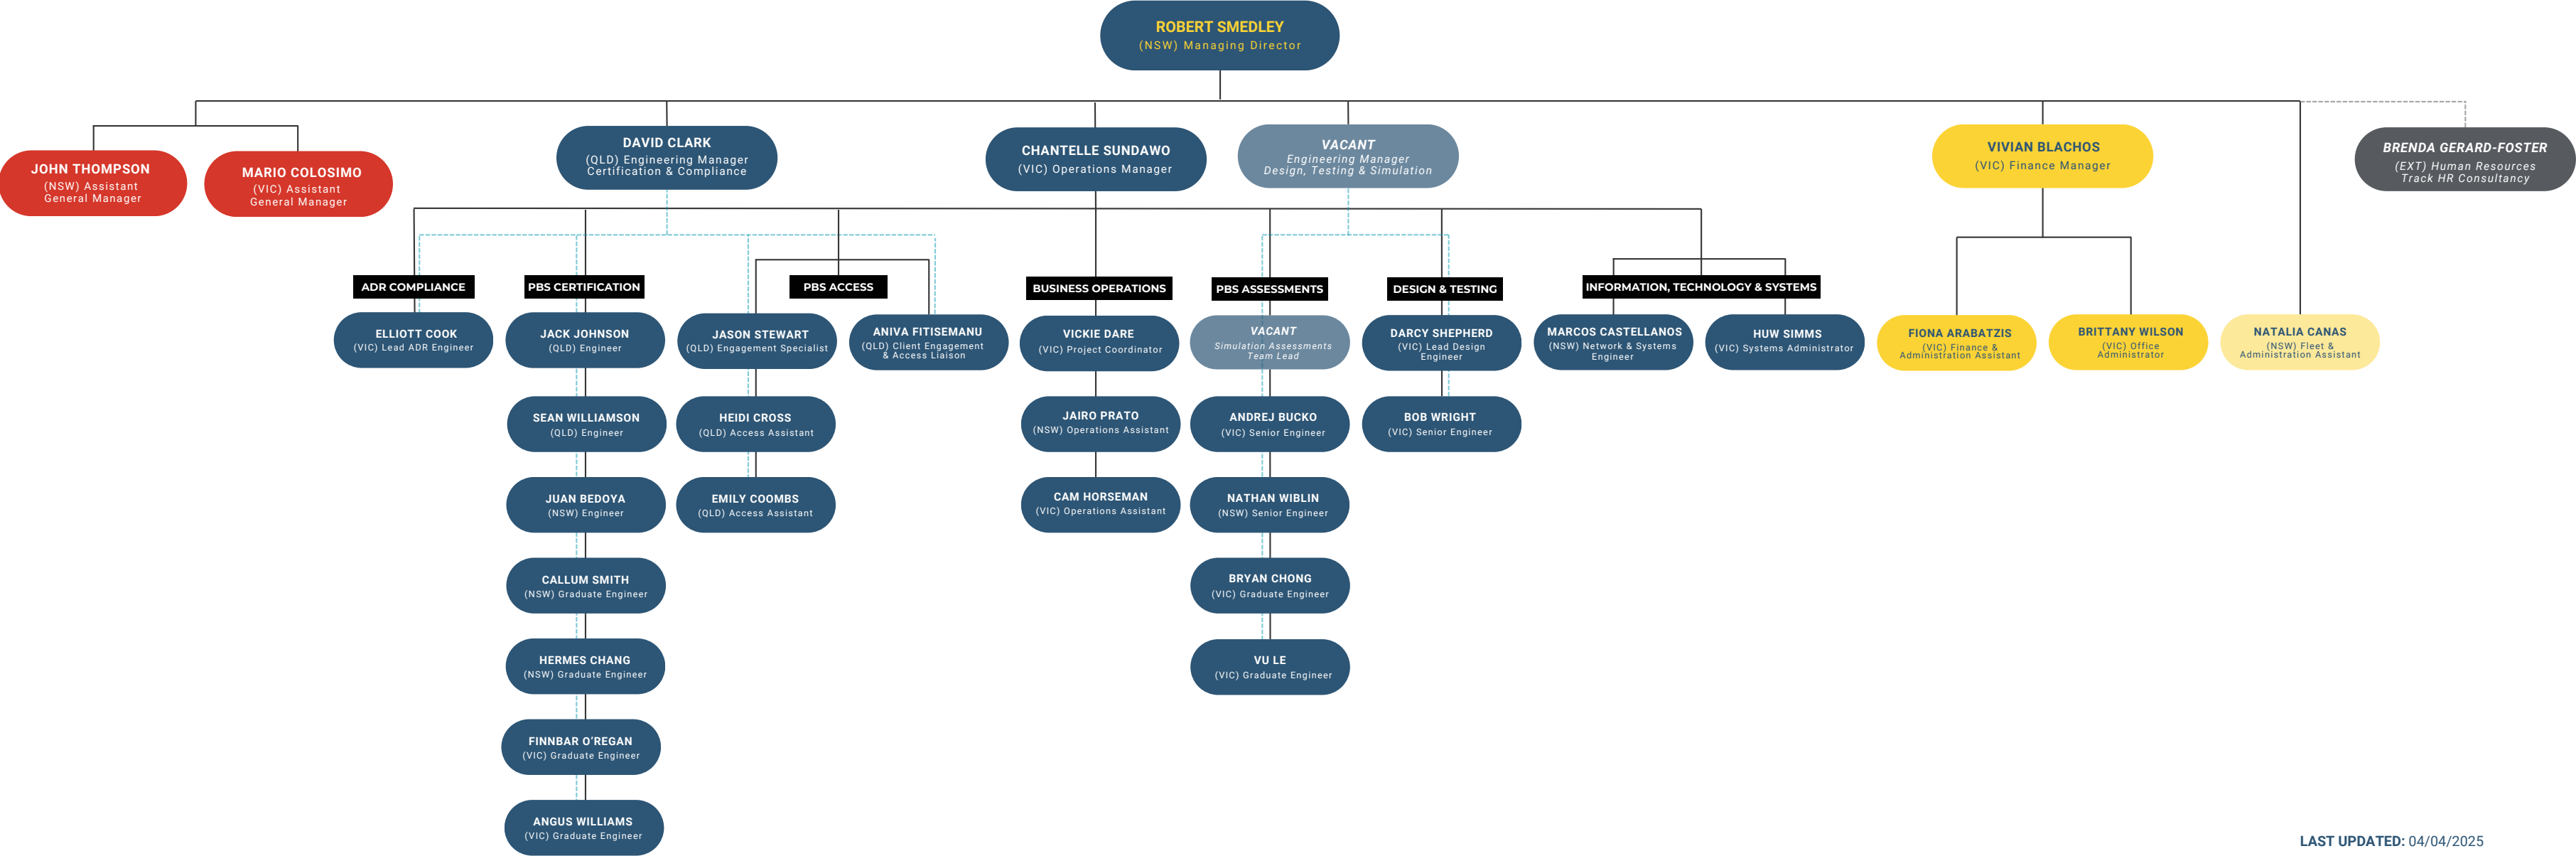 ROBERT SMEDLEY
(NSW) Managing Director
JOHN THOMPSON
(NSW) Assistant
General Manager
MARIO COLOSIMO
(VIC) Assistant
General Manager
DAVID CLARK
(QLD) Engineering Manager
Certification & Compliance
CHANTELLE SUNDAWO
(VIC) Operations Manager
VACANT
Engineering Manager
Design, Testing & Simulation
VIVIAN BLACHOS
(VIC) Finance Manager
BRENDA GERARD-FOSTER
(EXT) Human Resources
Track HR Consultancy
ADR COMPLIANCE
PBS CERTIFICATION
PBS ACCESS
BUSINESS OPERATIONS
PBS ASSESSMENTS
DESIGN & TESTING
INFORMATION, TECHNOLOGY & SYSTEMS
ELLIOTT COOK
(VIC) Lead ADR Engineer
JACK JOHNSON
(QLD) Engineer
JASON STEWART
(QLD) Engagement Specialist
ANIVA FITISEMANU
(QLD) Client Engagement
& Access Liaison
VICKIE DARE
(VIC) Project Coordinator
VACANT
Simulation Assessments
Team Lead
DARCY SHEPHERD
(VIC) Lead Design
Engineer
MARCOS CASTELLANOS
(NSW) Network & Systems
Engineer
HUW SIMMS
(VIC) Systems Administrator
FIONA ARABATZIS
(VIC) Finance &
Administration Assistant
BRITTANY WILSON
(VIC) Office
Administrator
NATALIA CANAS
(NSW) Fleet &
Administration Assistant
SEAN WILLIAMSON
(QLD) Engineer
HEIDI CROSS
(QLD) Access Assistant
JAIRO PRATO
(NSW) Operations Assistant
ANDREJ BUCKO
(VIC) Senior Engineer
BOB WRIGHT
(VIC) Senior Engineer
JUAN BEDOYA
(NSW) Engineer
EMILY COOMBS
(QLD) Access Assistant
CAM HORSEMAN
(VIC) Operations Assistant
NATHAN WIBLIN
(NSW) Senior Engineer
CALLUM SMITH
(NSW) Graduate Engineer
BRYAN CHONG
(VIC) Graduate Engineer
HERMES CHANG
(NSW) Graduate Engineer
VU LE
(VIC) Graduate Engineer
FINNBAR O'REGAN
(VIC) Graduate Engineer
ANGUS WILLIAMS
(VIC) Graduate Engineer
LAST UPDATED: 04/04/2025